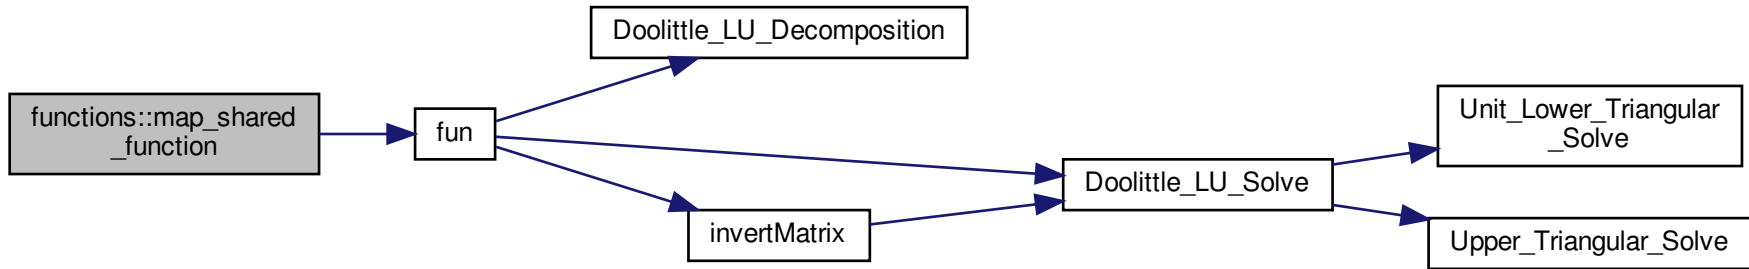 functions::map_shared
_function
fun
Doolittle_LU_Decomposition
invertMatrix
Doolittle_LU_Solve
Unit_Lower_Triangular
_Solve
Upper_Triangular_Solve